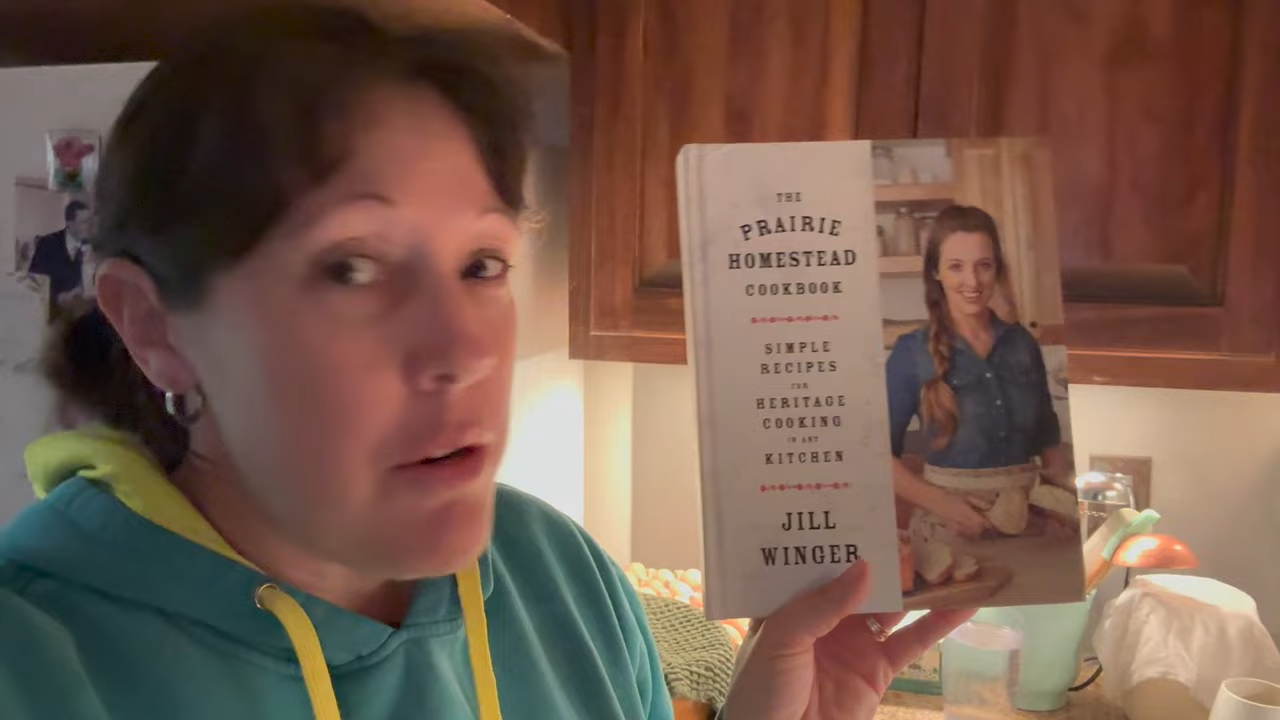 THE
PRAIRIE
HOMESTEAD
COOKBOOK
SIMPLE
RECIPES
FOR
HERITAGE
COOKING
IN ANY
KITCHEN
JILL
WINGER